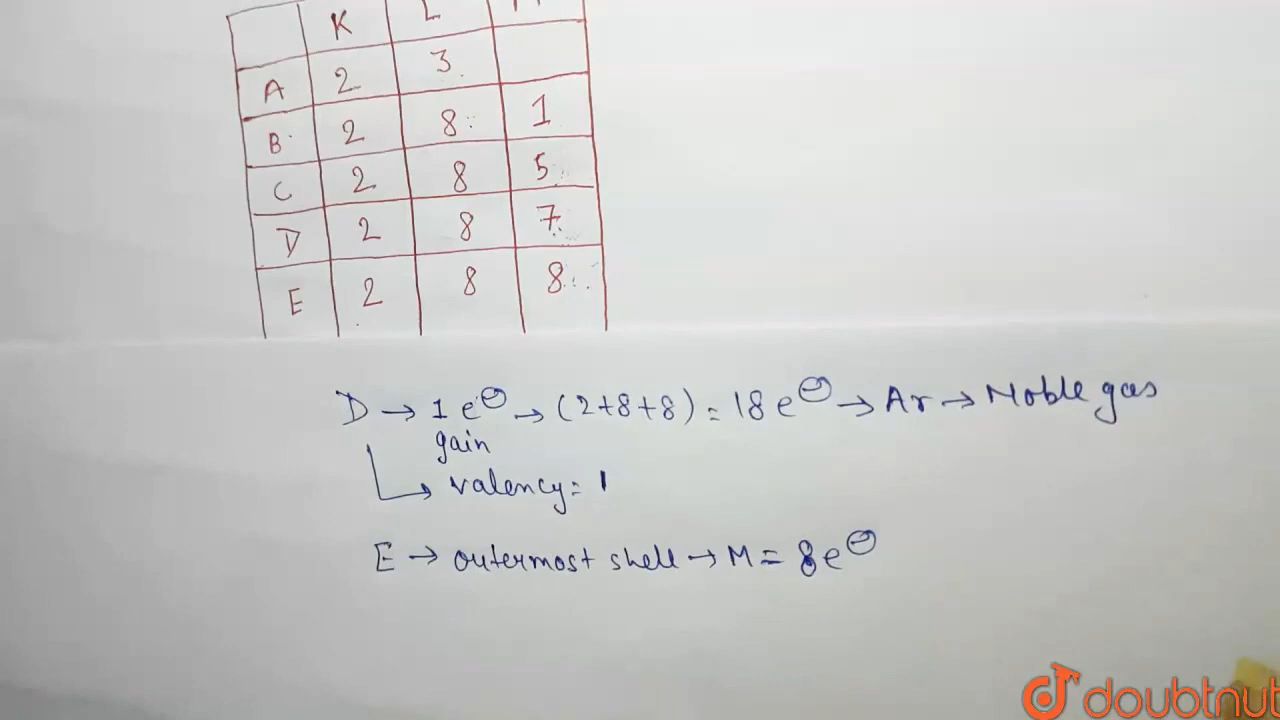 K L
A 2 3
B 2 8 1
C 2 8 5
D 2 8 7
E 2 8 8
D → 1 e⊖ → (2+8+8) = 18 e⊖ → Ar → Noble gas
gain
↳ valency = 1
E → outermost shell → M = 8e⊖
doubtnut